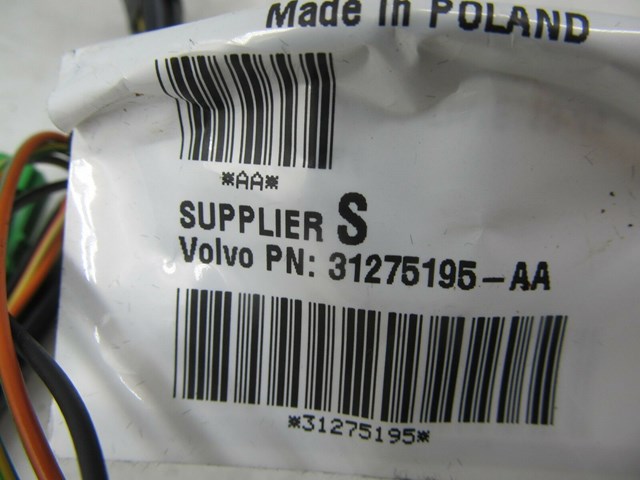 Made in POLAND
*AA*
SUPPLIER S
Volvo PN: 31275195-AA
*31275195*